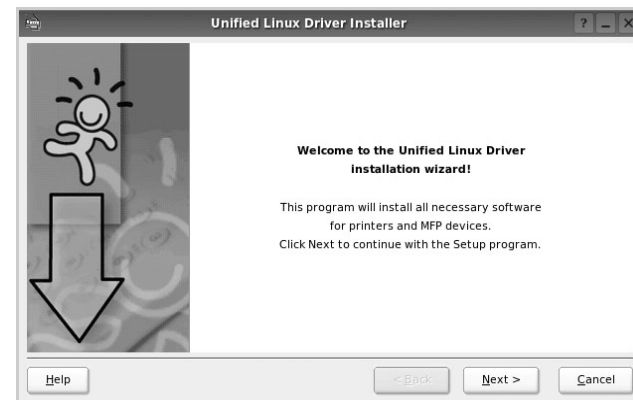 Unified Linux Driver Installer
Welcome to the Unified Linux Driver
installation wizard!
This program will install all necessary software
for printers and MFP devices.
Click Next to continue with the Setup program.
Help
< Back
Next >
Cancel